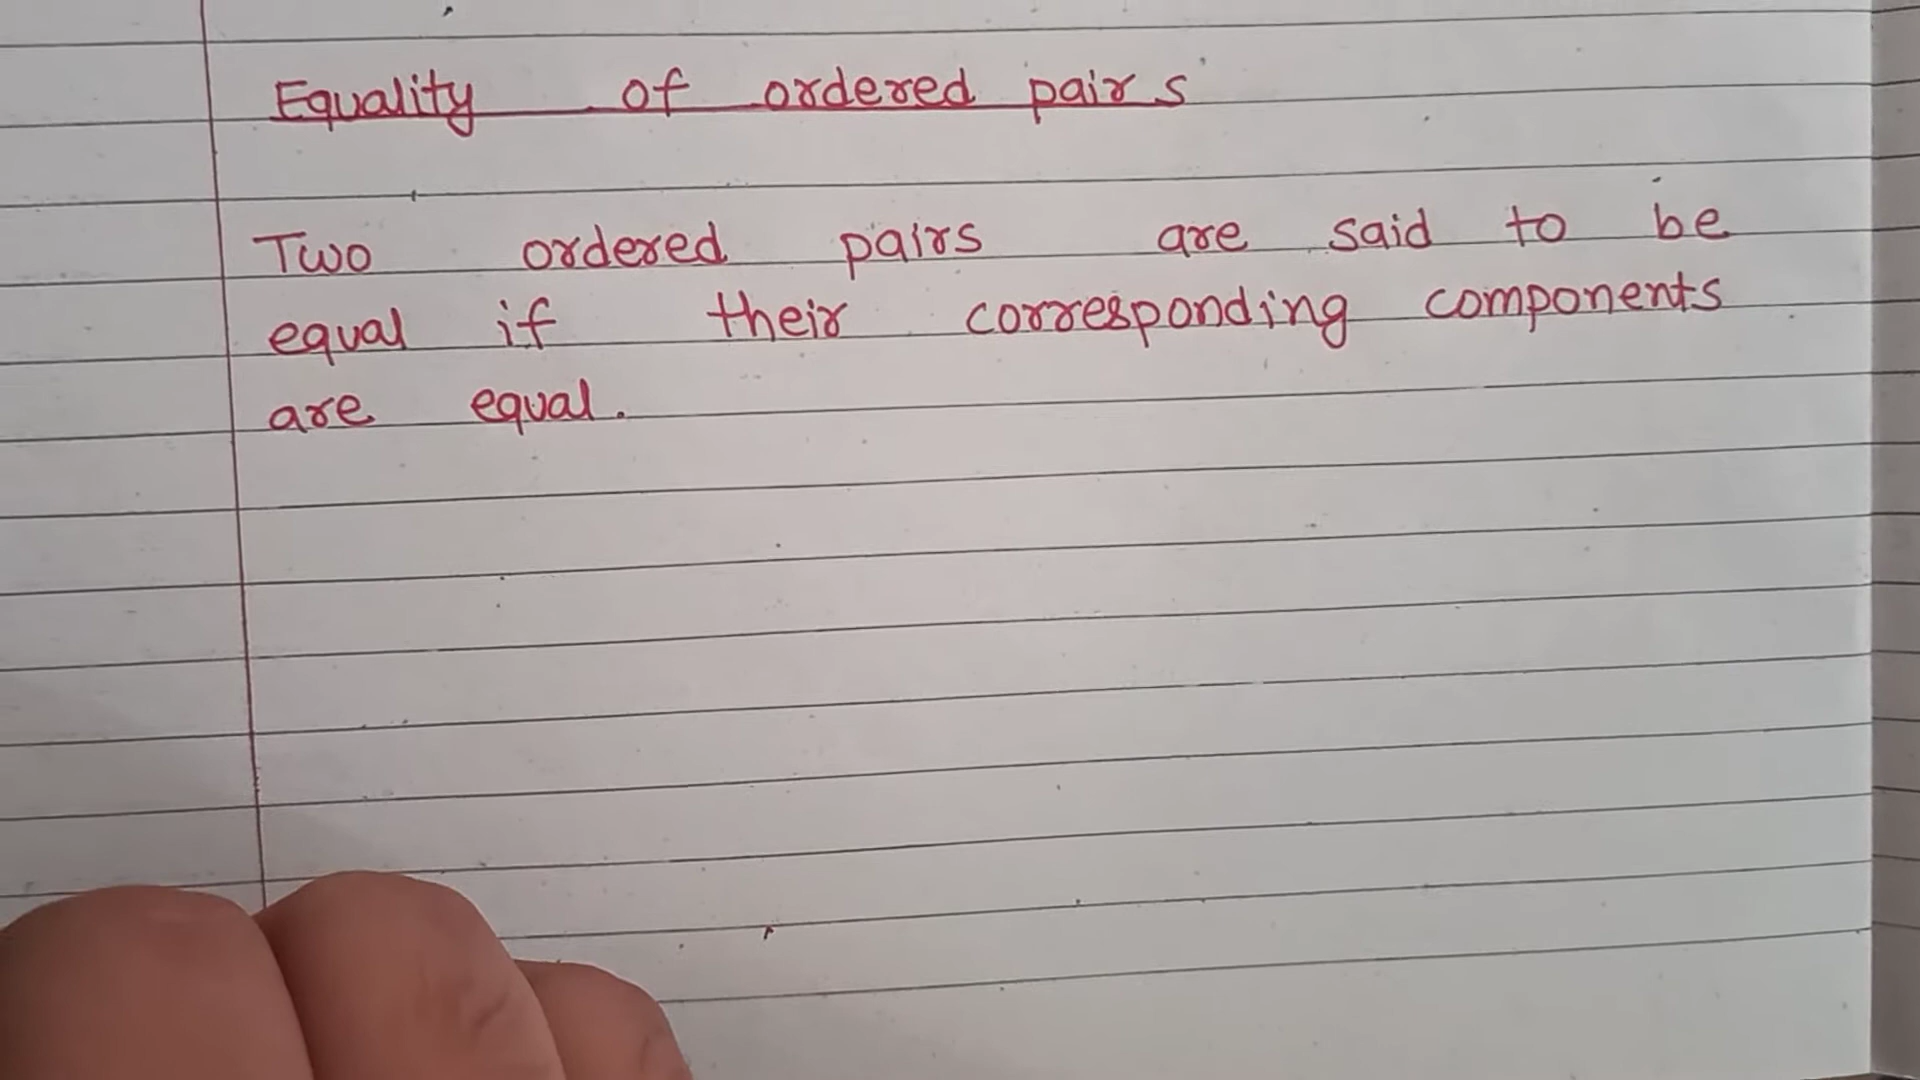 Equality of ordered pairs
Two ordered pairs are said to be
equal if their corresponding components
are equal.